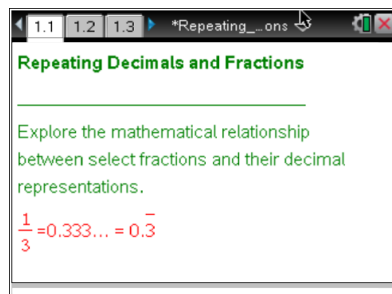 1.1 1.2 1.3 *Repeating_...ons
Repeating Decimals and Fractions
Explore the mathematical relationship
between select fractions and their decimal
representations.
1/3 =0.333... = 0.3̅